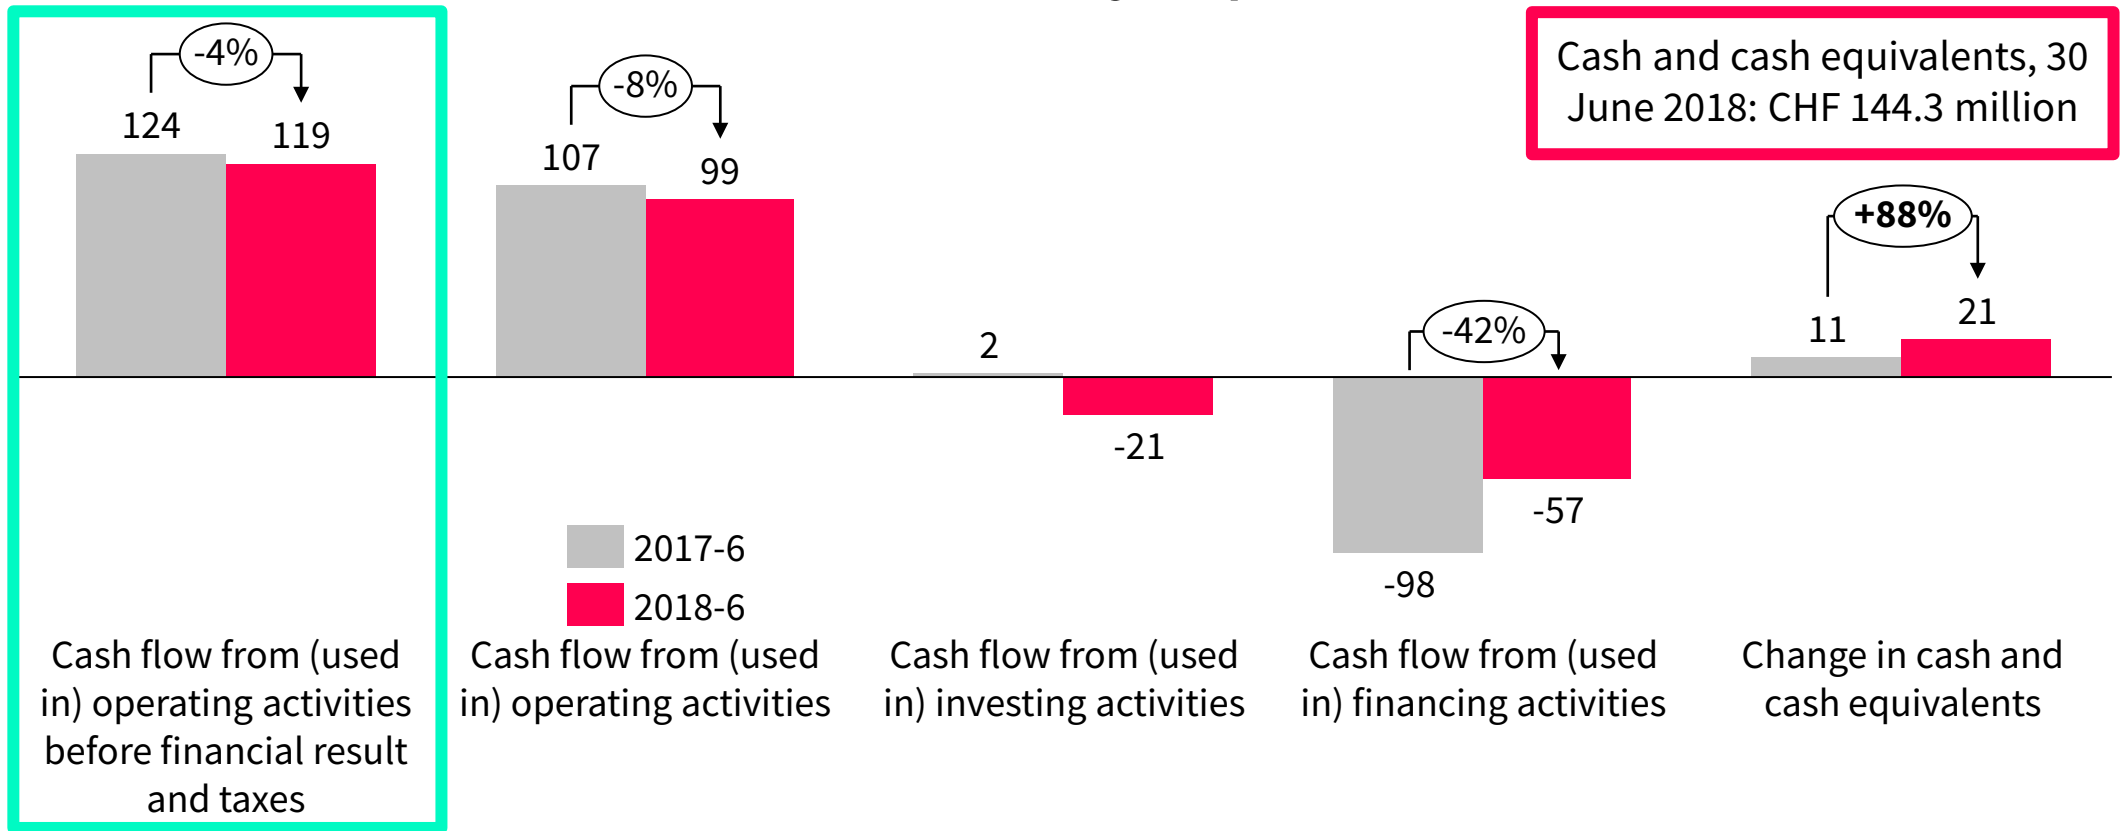 -4%
124
119
-8%
107
99
2
-21
-42%
-98
-57
+88%
11
21
Cash and cash equivalents, 30
June 2018: CHF 144.3 million
2017-6
2018-6
Cash flow from (used
in) operating activities
before financial result
and taxes
Cash flow from (used
in) operating activities
Cash flow from (used
in) investing activities
Cash flow from (used
in) financing activities
Change in cash and
cash equivalents